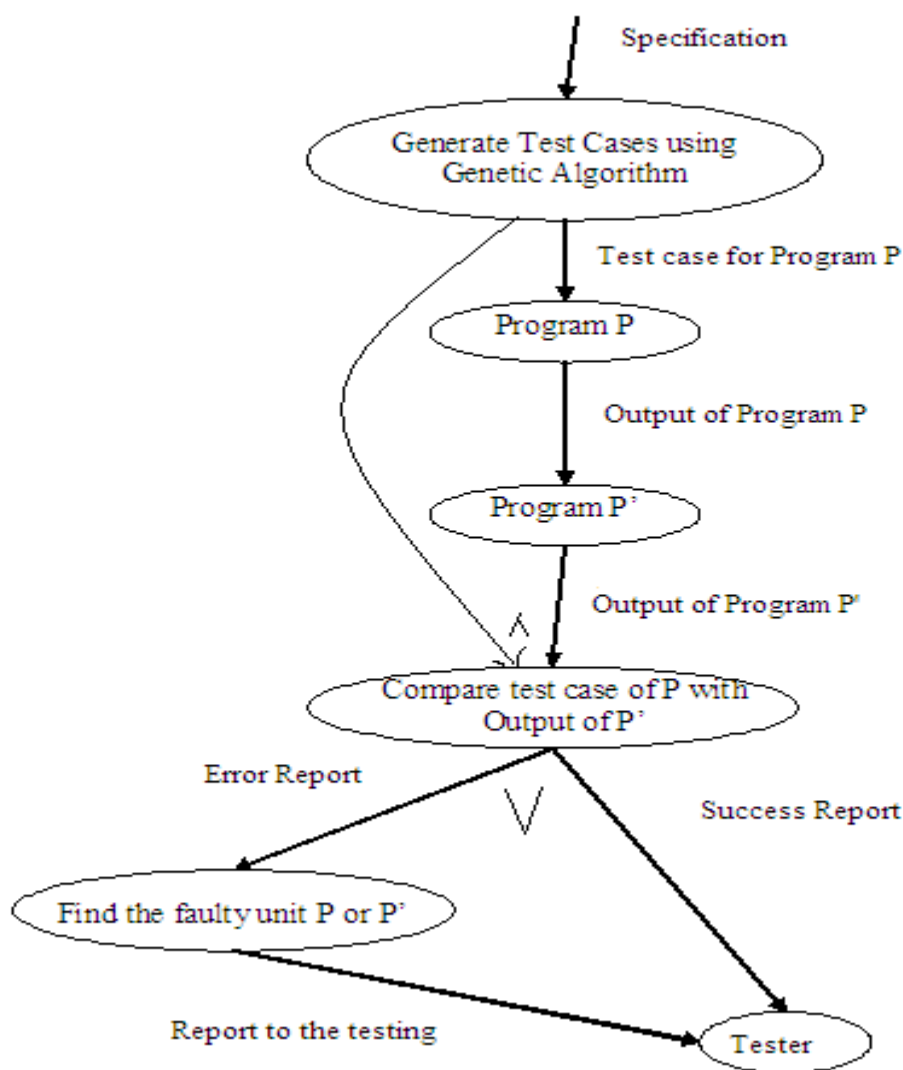 Specification
Generate Test Cases using
Genetic Algorithm
Test case for Program P
Program P
Output of Program P
Program P’
Output of Program P'
Compare test case of P with
Output of P’
Error Report
Success Report
Find the faulty unit P or P’
Report to the testing
Tester